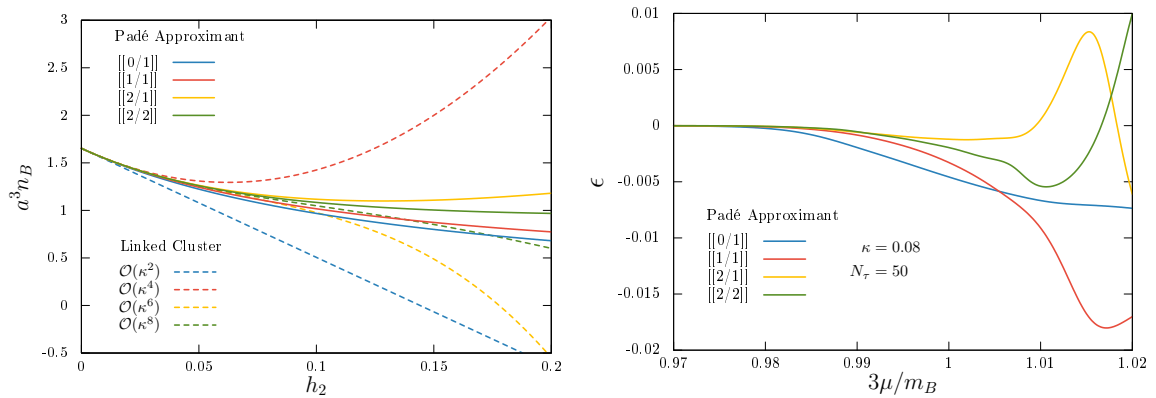 3
2.5
2
1.5
1
0.5
0
-0.5
a³n_B
0
0.05
0.1
0.15
0.2
h₂
Padé Approximant
[[0/1]]
[[1/1]]
[[2/1]]
[[2/2]]
Linked Cluster
𝒪(κ²)
𝒪(κ⁴)
𝒪(κ⁶)
𝒪(κ⁸)
0.01
0.005
0
-0.005
-0.01
-0.015
-0.02
ϵ
0.97
0.98
0.99
1
1.01
1.02
3μ/m_B
Padé Approximant
[[0/1]]
[[1/1]]
[[2/1]]
[[2/2]]
κ = 0.08
N_τ = 50